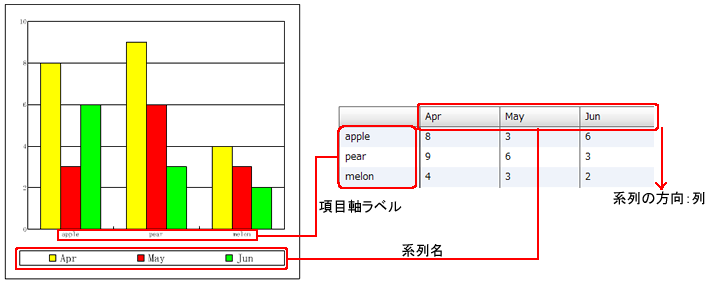 10
8
6
4
2
0
apple pear melon
Apr May Jun
Apr May Jun
apple 8 3 6
pear 9 6 3
melon 4 3 2
項目軸ラベル
系列名
系列の方向:列